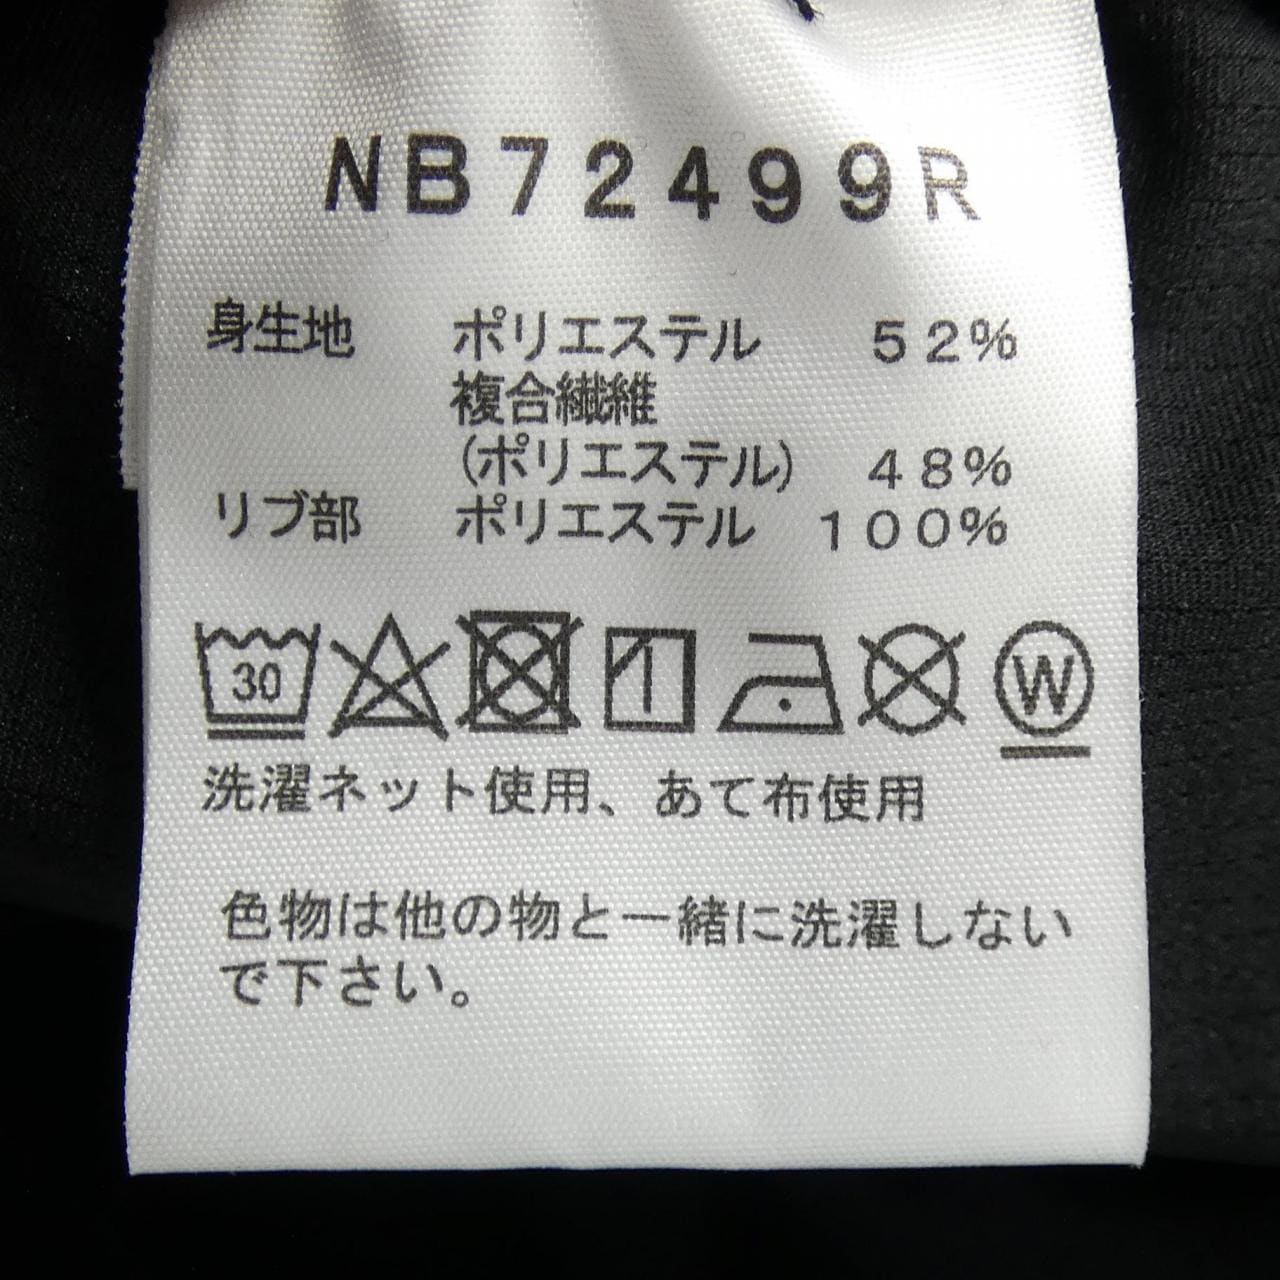 NB72499R
身生地 ポリエステル 52%
複合繊維
(ポリエステル) 48%
リブ部 ポリエステル 100%
30 W
洗濯ネット使用、あて布使用
色物は他の物と一緒に洗濯しない
で下さい。